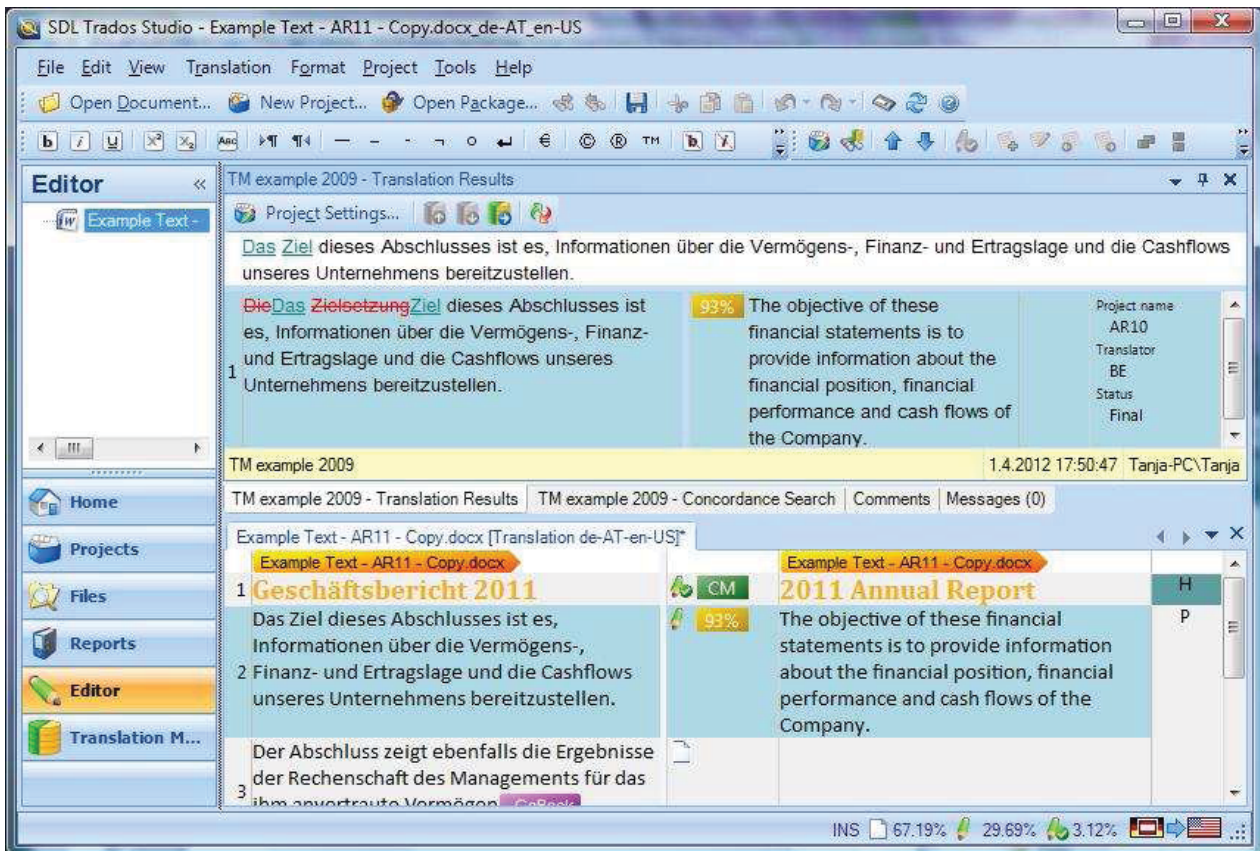 SDL Trados Studio - Example Text - AR11 - Copy.docx_de-AT_en-US
File Edit View Translation Format Project Tools Help
Open Document... New Project... Open Package...
b i u x² x₂ ABC ▸¶ ¶◂ — – - ¬ o ↵ € © ® TM b
Editor «
Example Text -
TM example 2009 - Translation Results
Project Settings...
Das Ziel dieses Abschlusses ist es, Informationen über die Vermögens-, Finanz- und Ertragslage und die Cashflows
unseres Unternehmens bereitzustellen.
1
DieDas ZielsetzungZiel dieses Abschlusses ist
es, Informationen über die Vermögens-, Finanz-
und Ertragslage und die Cashflows unseres
Unternehmens bereitzustellen.
93%
The objective of these
financial statements is to
provide information about the
financial position, financial
performance and cash flows of
the Company.
Project name
AR10
Translator
BE
Status
Final
TM example 2009 1.4.2012 17:50:47 Tanja-PC\Tanja
TM example 2009 - Translation Results TM example 2009 - Concordance Search Comments Messages (0)
Home
Projects
Files
Reports
Editor
Translation M...
Example Text - AR11 - Copy.docx [Translation de-AT-en-US]*
Example Text - AR11 - Copy.docx Example Text - AR11 - Copy.docx
1 Geschäftsbericht 2011 CM 2011 Annual Report H
2
Das Ziel dieses Abschlusses ist es,
Informationen über die Vermögens-,
Finanz- und Ertragslage und die Cashflows
unseres Unternehmens bereitzustellen.
93%
The objective of these financial
statements is to provide information
about the financial position, financial
performance and cash flows of the
Company.
P
3
Der Abschluss zeigt ebenfalls die Ergebnisse
der Rechenschaft des Managements für das
ihm anvertraute Vermögen
INS 67.19% 29.69% 3.12%